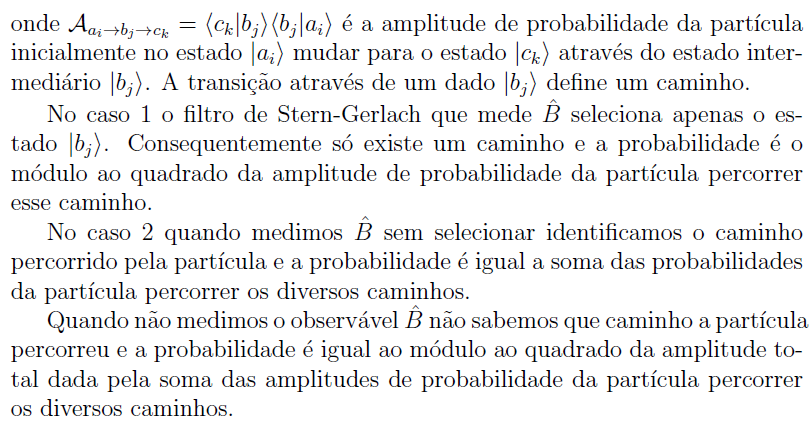 onde 𝒜_{a_i→b_j→c_k} = ⟨c_k|b_j⟩⟨b_j|a_i⟩ é a amplitude de probabilidade da partícula
inicialmente no estado |a_i⟩ mudar para o estado |c_k⟩ através do estado inter-
mediário |b_j⟩. A transição através de um dado |b_j⟩ define um caminho.
No caso 1 o filtro de Stern-Gerlach que mede B̂ seleciona apenas o es-
tado |b_j⟩. Consequentemente só existe um caminho e a probabilidade é o
módulo ao quadrado da amplitude de probabilidade da partícula percorrer
esse caminho.
No caso 2 quando medimos B̂ sem selecionar identificamos o caminho
percorrido pela partícula e a probabilidade é igual a soma das probabilidades
da partícula percorrer os diversos caminhos.
Quando não medimos o observável B̂ não sabemos que caminho a partícula
percorreu e a probabilidade é igual ao módulo ao quadrado da amplitude to-
tal dada pela soma das amplitudes de probabilidade da partícula percorrer
os diversos caminhos.